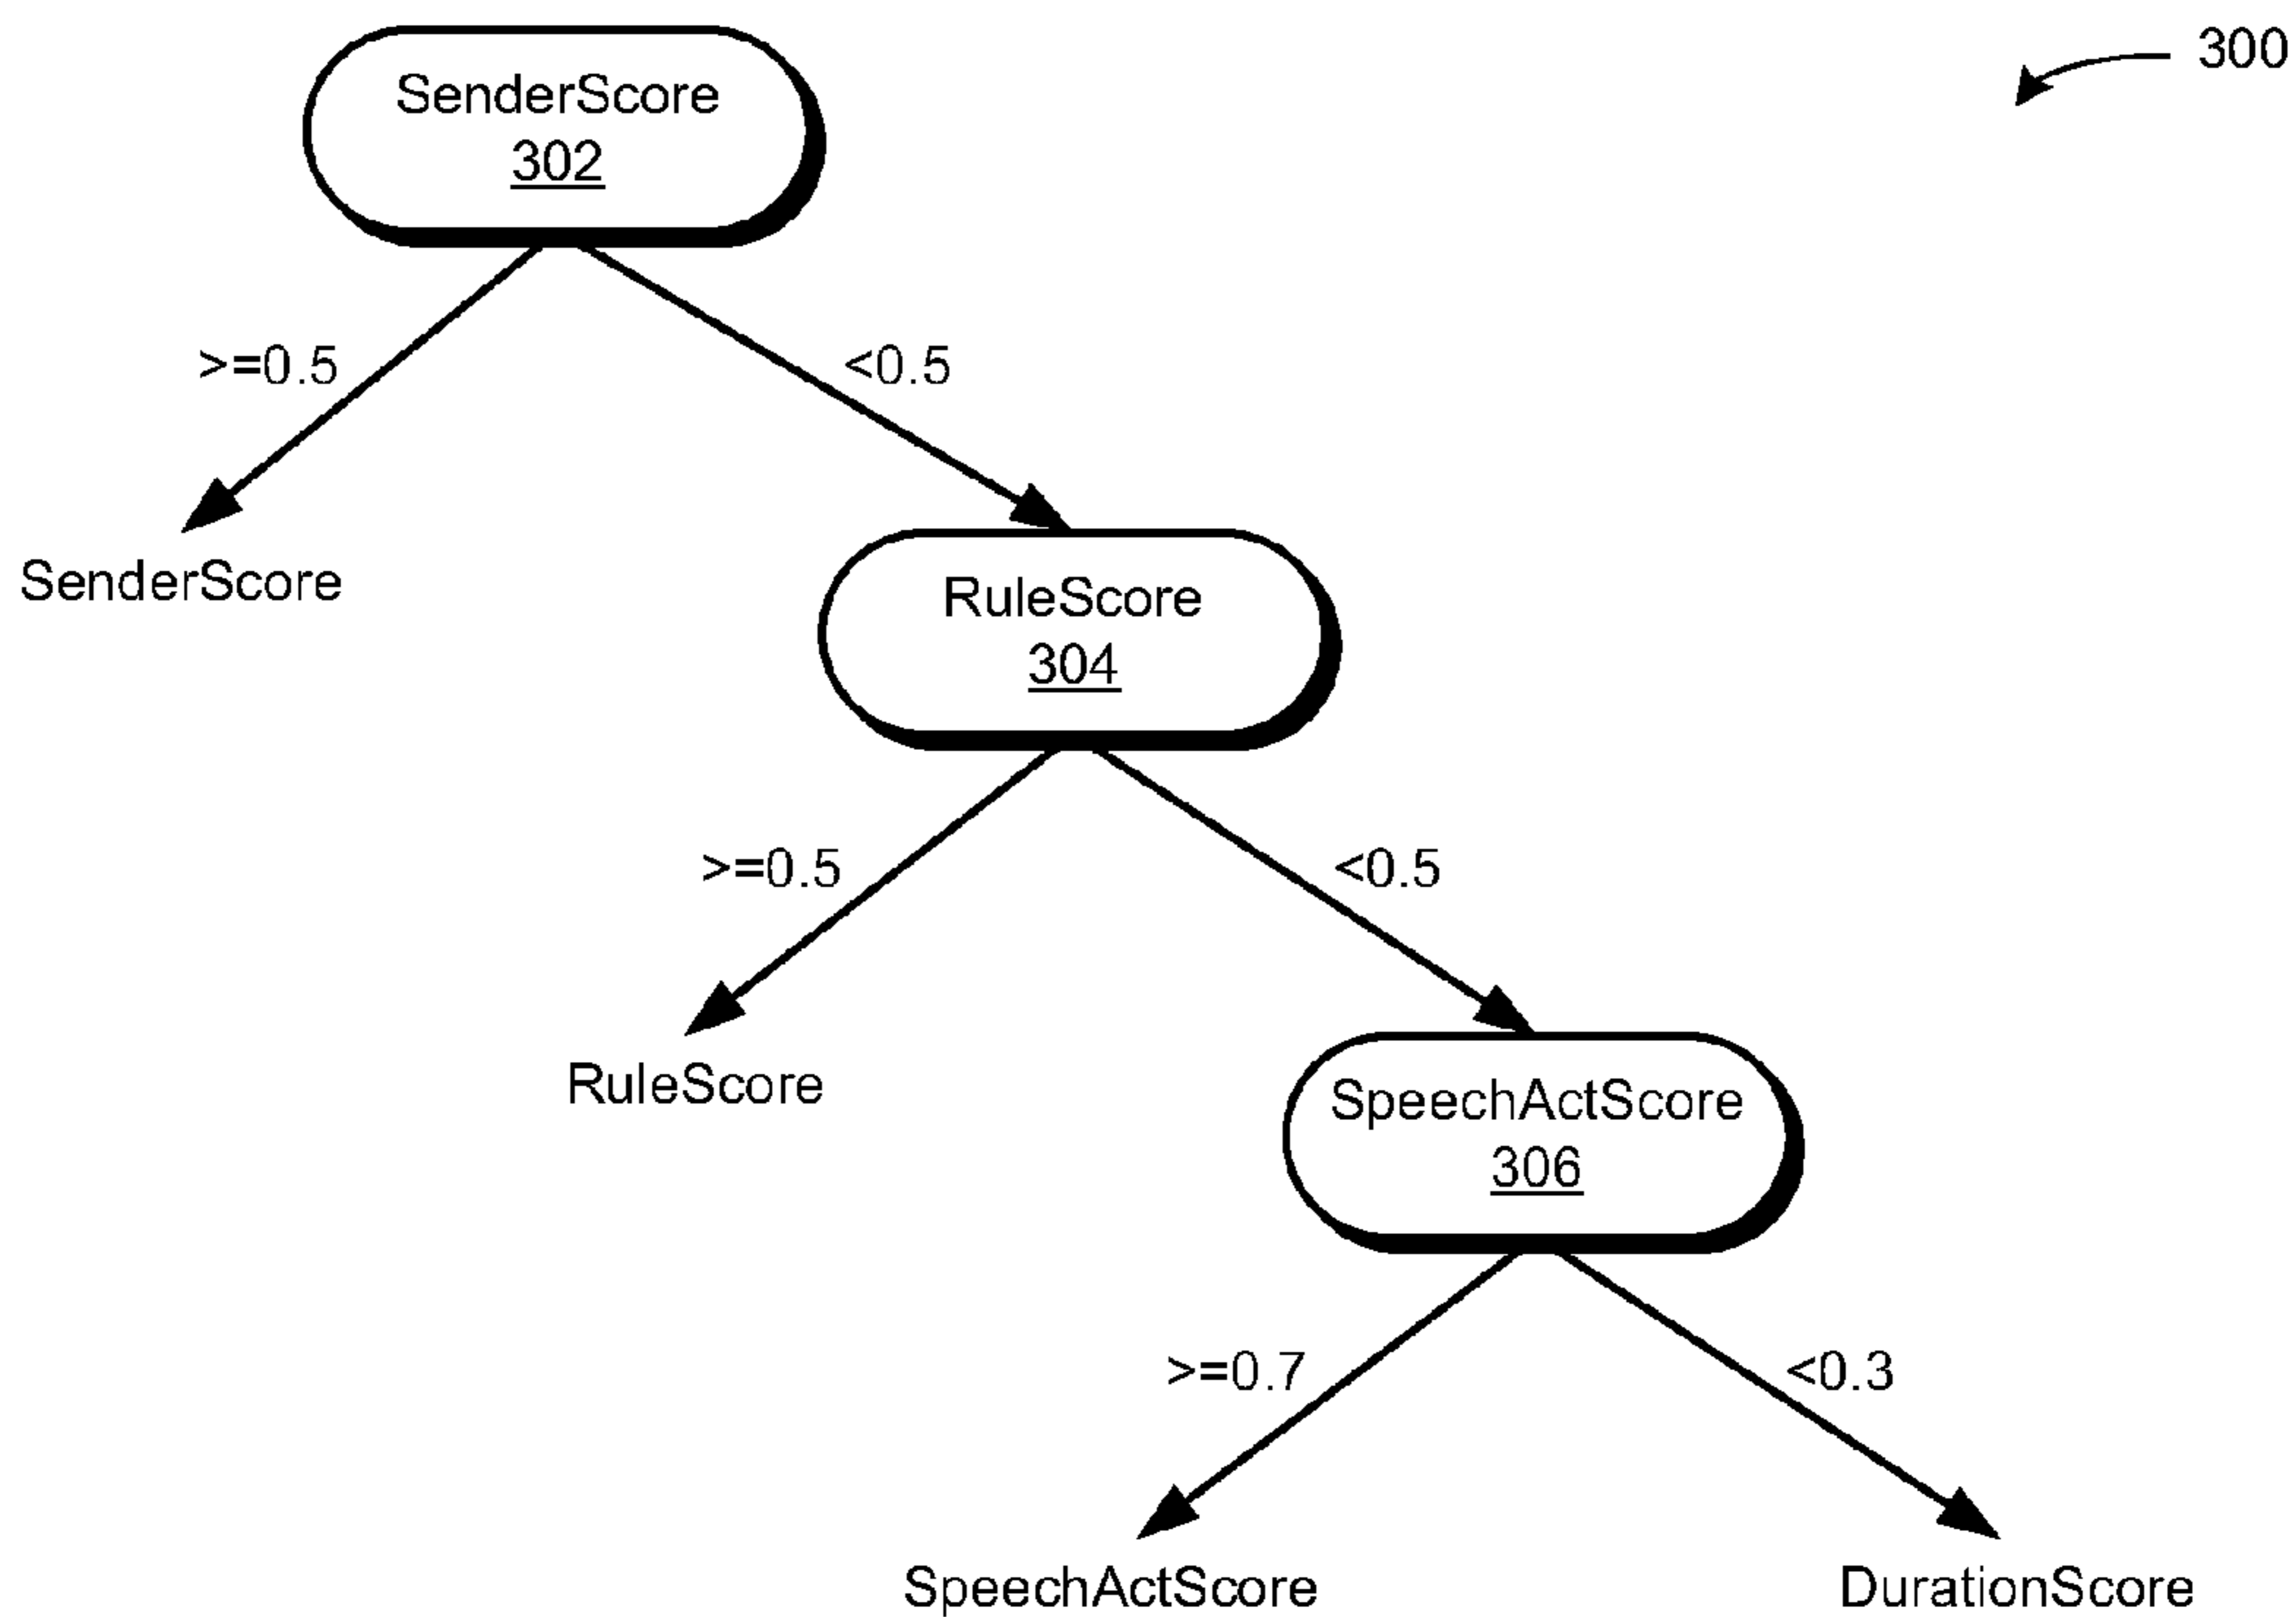 300
SenderScore
302
>=0.5
<0.5
SenderScore
RuleScore
304
>=0.5
<0.5
RuleScore
SpeechActScore
306
>=0.7
<0.3
SpeechActScore
DurationScore